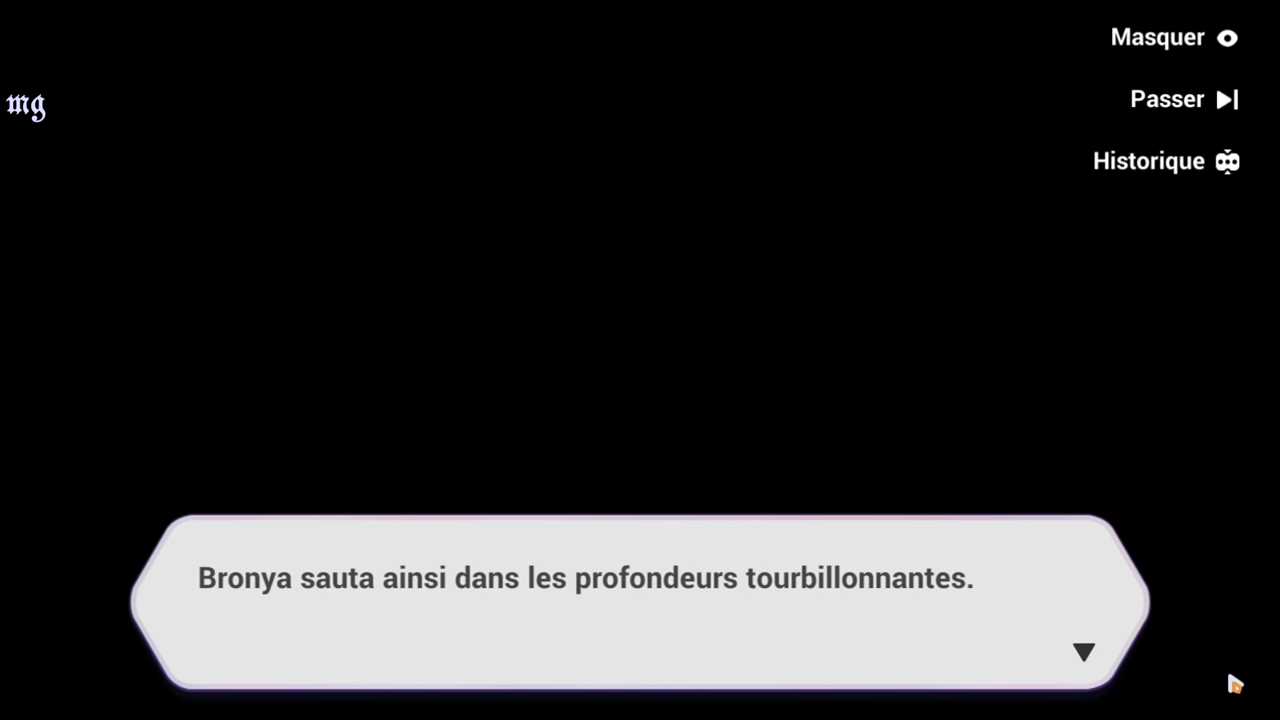 Masquer
mg
Passer
Historique
Bronya sauta ainsi dans les profondeurs tourbillonnantes.